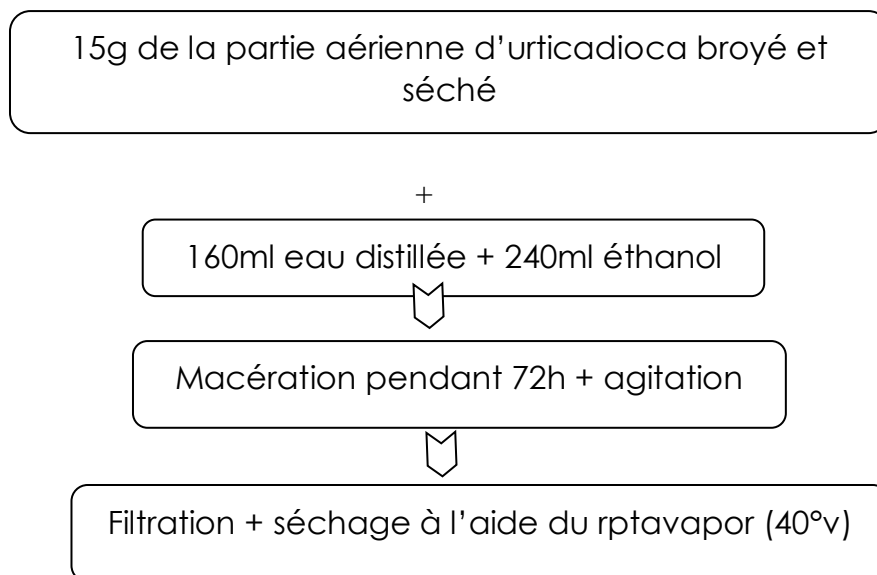 15g de la partie aérienne d’urticadioca broyé et
séché
+
160ml eau distillée + 240ml éthanol
Macération pendant 72h + agitation
Filtration + séchage à l’aide du rptavapor (40°v)